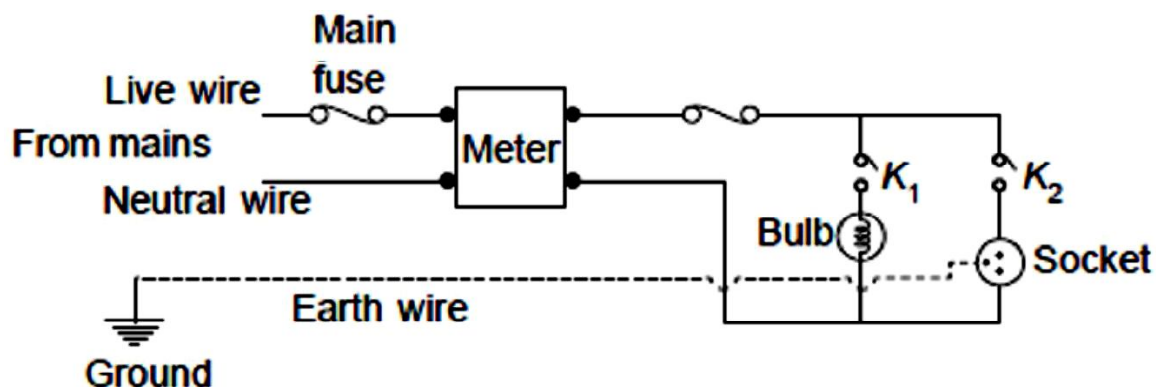 Main
fuse
Live wire
From mains
Meter
Neutral wire
K1
K2
Bulb
Socket
Earth wire
Ground